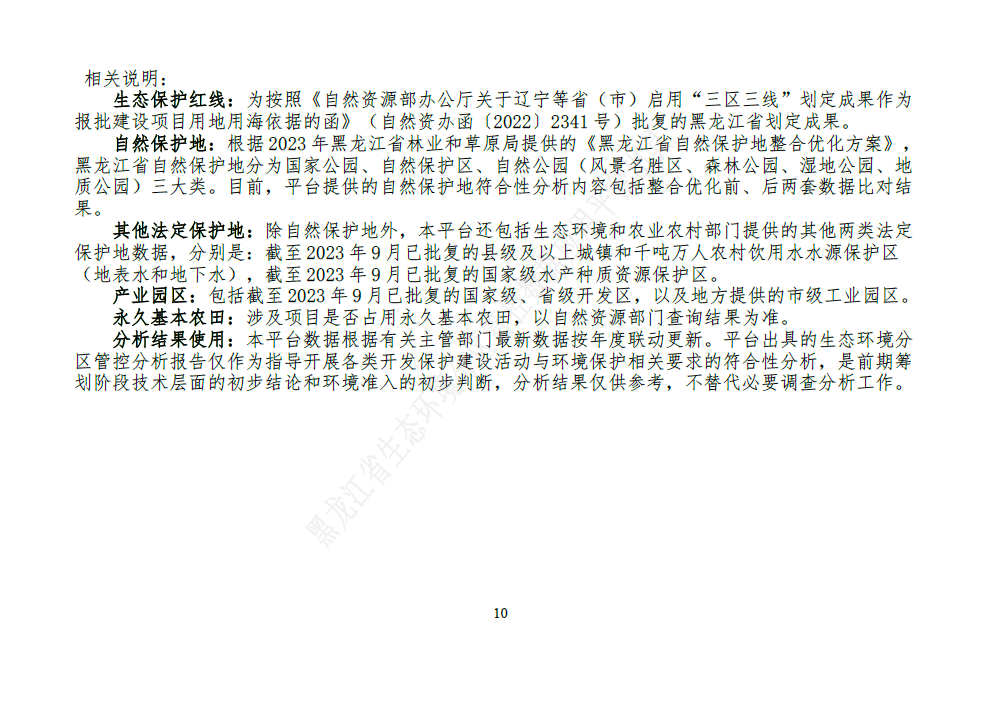 相关说明：
生态保护红线：为按照《自然资源部办公厅关于辽宁等省（市）启用“三区三线”划定成果作为
报批建设项目用地用海依据的函》（自然资办函〔2022〕2341号）批复的黑龙江省划定成果。
自然保护地：根据2023年黑龙江省林业和草原局提供的《黑龙江省自然保护地整合优化方案》，
黑龙江省自然保护地分为国家公园、自然保护区、自然公园（风景名胜区、森林公园、湿地公园、地
质公园）三大类。目前，平台提供的自然保护地符合性分析内容包括整合优化前、后两套数据比对结
果。
其他法定保护地：除自然保护地外，本平台还包括生态环境和农业农村部门提供的其他两类法定
保护地数据，分别是：截至2023年9月已批复的县级及以上城镇和千吨万人农村饮用水水源保护区
（地表水和地下水），截至2023年9月已批复的国家级水产种质资源保护区。
产业园区：包括截至2023年9月已批复的国家级、省级开发区，以及地方提供的市级工业园区。
永久基本农田：涉及项目是否占用永久基本农田，以自然资源部门查询结果为准。
分析结果使用：本平台数据根据有关主管部门最新数据按年度联动更新。平台出具的生态环境分
区管控分析报告仅作为指导开展各类开发保护建设活动与环境保护相关要求的符合性分析，是前期筹
划阶段技术层面的初步结论和环境准入的初步判断，分析结果仅供参考，不替代必要调查分析工作。
黑龙江省生态环境
10